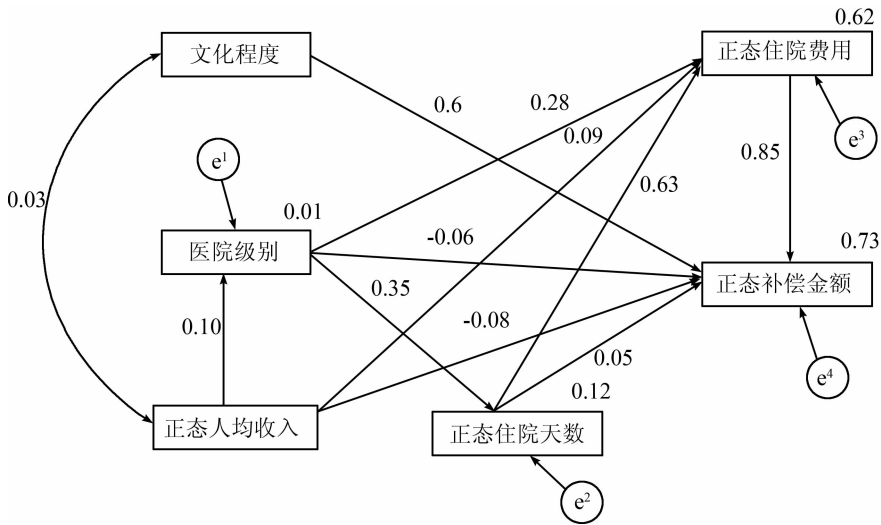 0.62
文化程度
正态住院费用
0.6
0.28
0.09
e³
e¹
0.85
0.63
0.03
0.01
医院级别
-0.06
0.73
正态补偿金额
0.35
0.10
-0.08
0.05
e⁴
0.12
正态人均收入
正态住院天数
e²